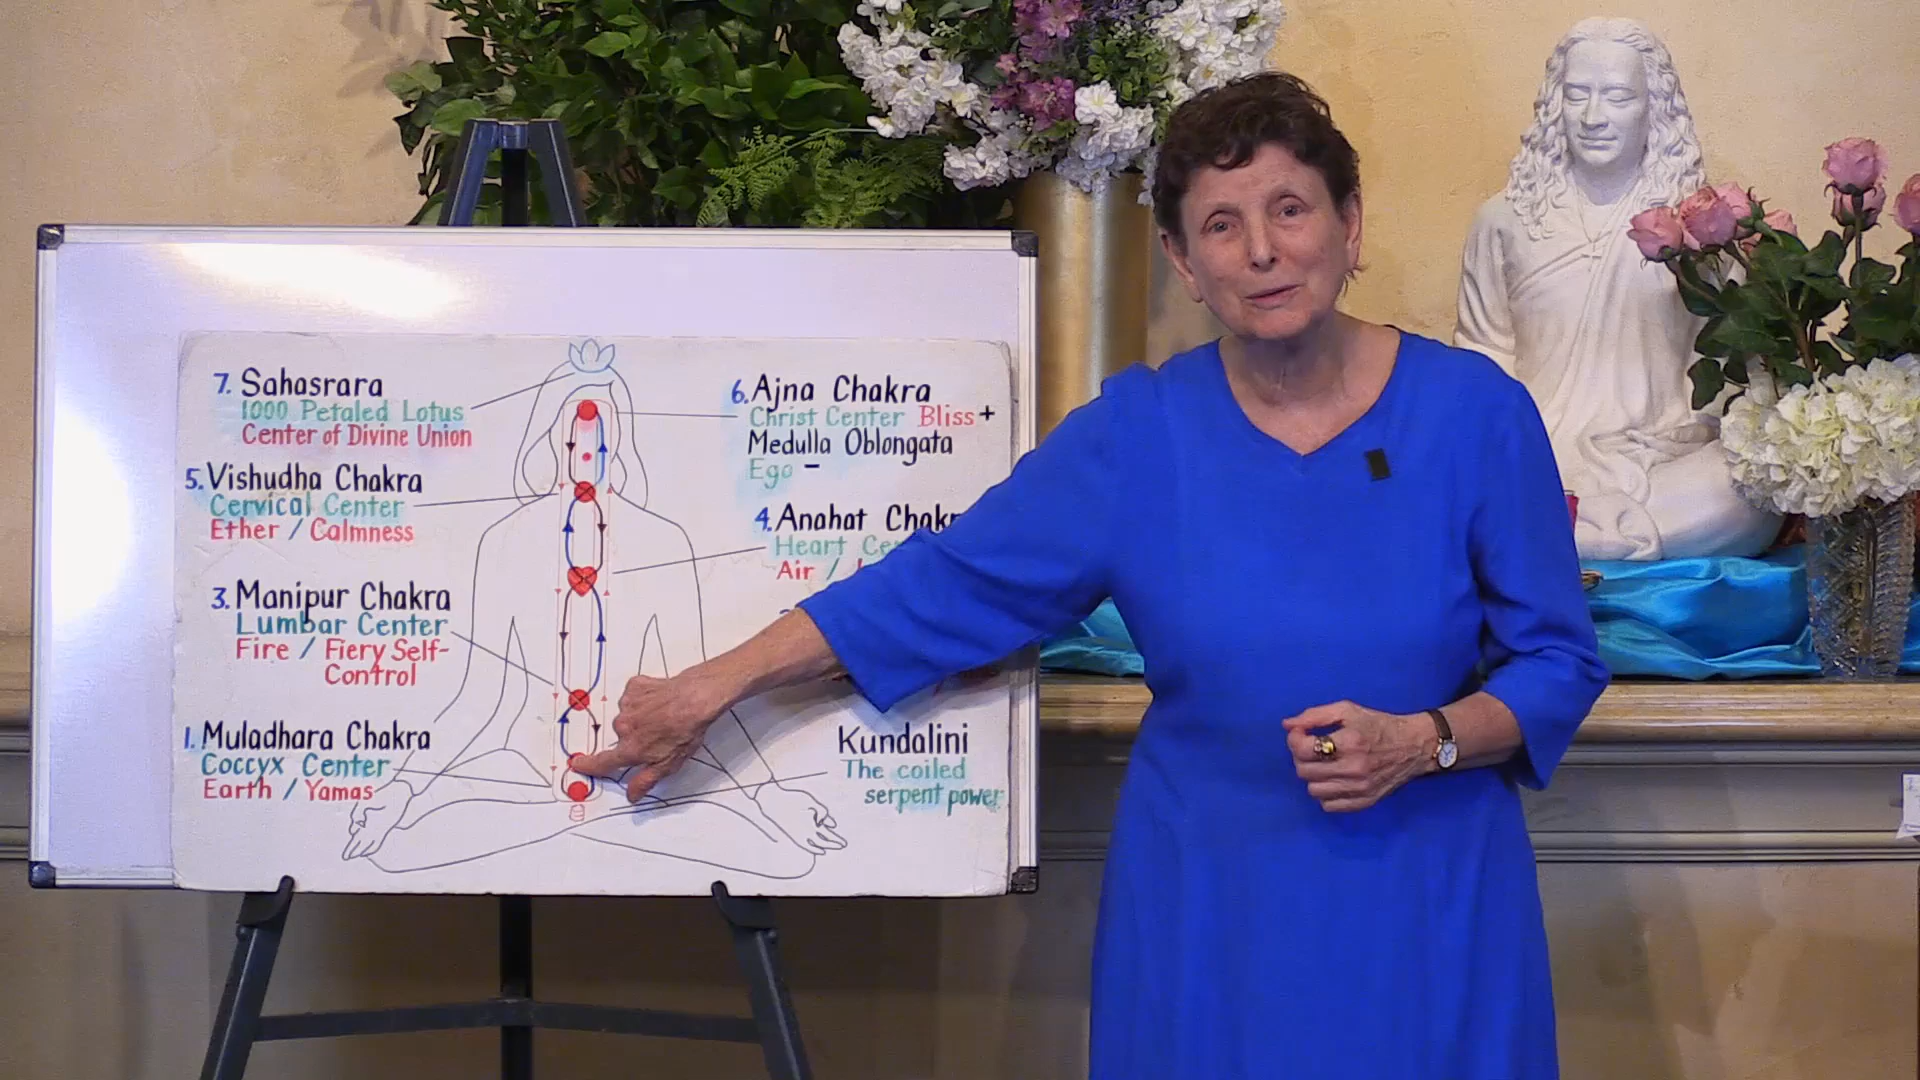 7. Sahasrara
1000 Petaled Lotus
Center of Divine Union
6. Ajna Chakra
Christ Center Bliss +
Medulla Oblongata
Ego -
5. Vishudha Chakra
Cervical Center
Ether / Calmness
4. Anahat
Heart
Air /
3. Manipur Chakra
Lumbar Center
Fire / Fiery Self-
Control
1. Muladhara Chakra
Coccyx Center
Earth / Yamas
Kundalini
The coiled
serpent power